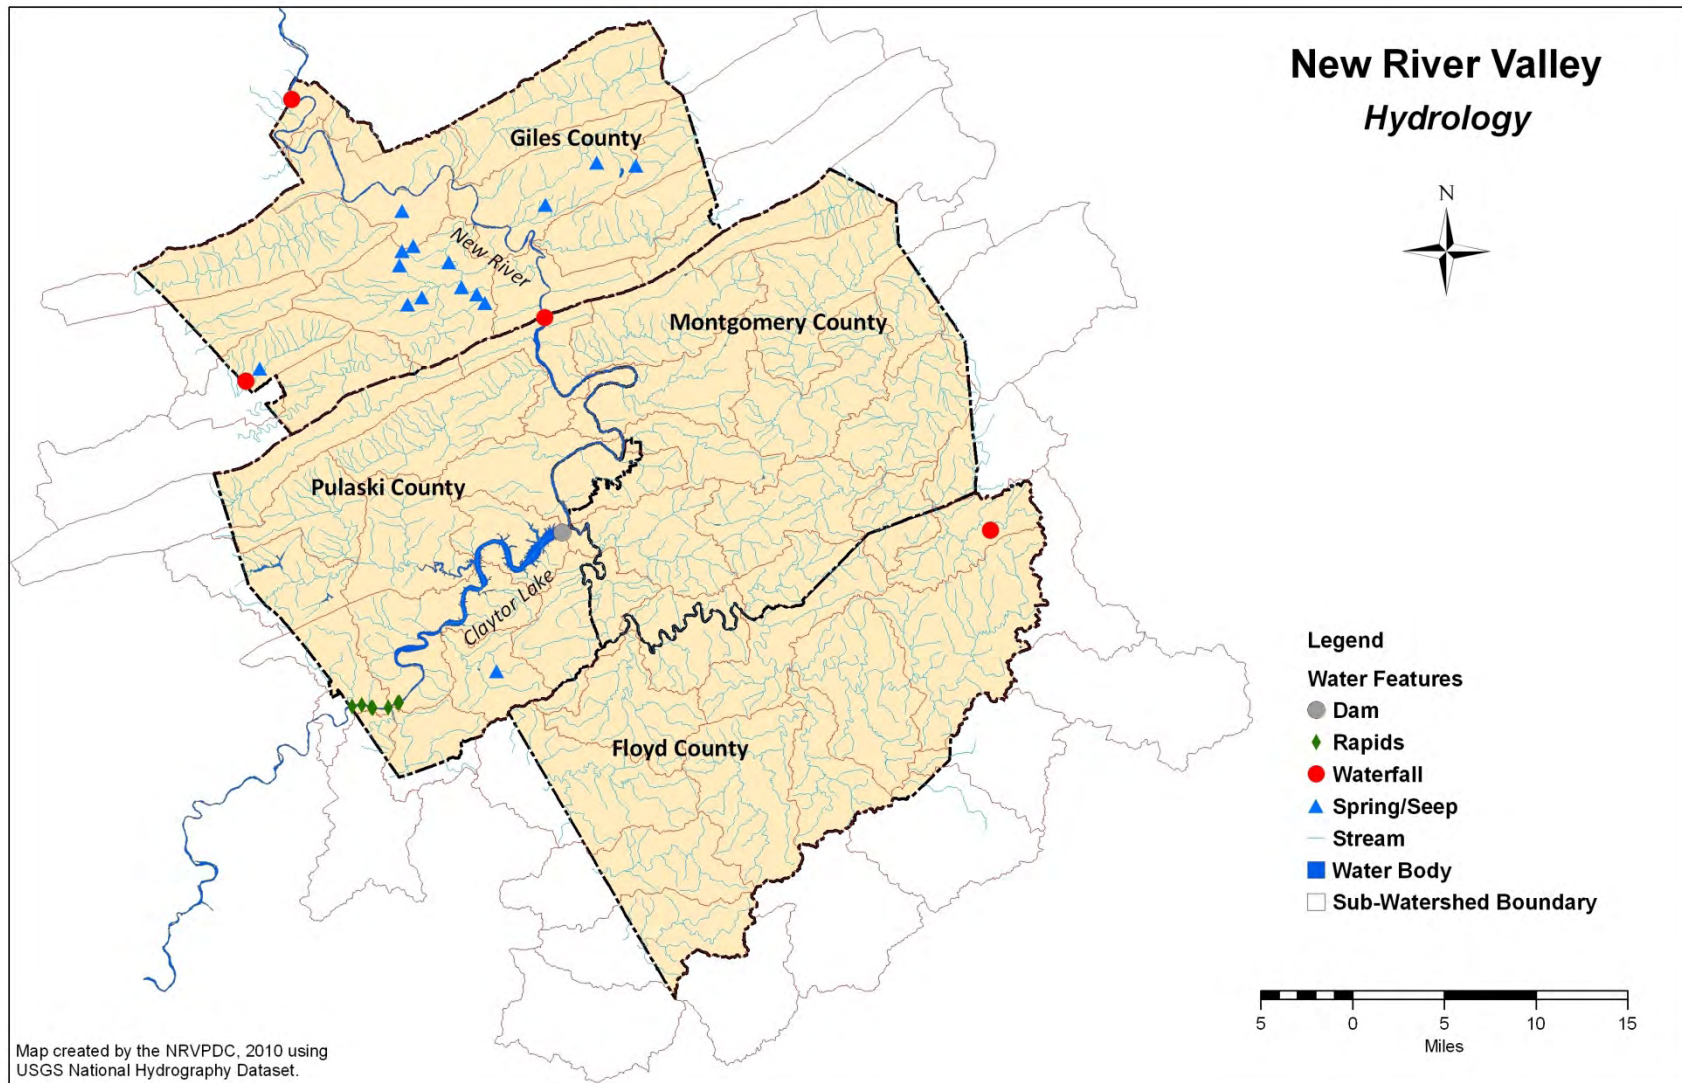 New River Valley
Hydrology
N
Giles County
New River
Montgomery County
Pulaski County
Claytor Lake
Floyd County
Legend
Water Features
Dam
Rapids
Waterfall
Spring/Seep
Stream
Water Body
Sub-Watershed Boundary
5 0 5 10 15
Miles
Map created by the NRVPDC, 2010 using
USGS National Hydrography Dataset.